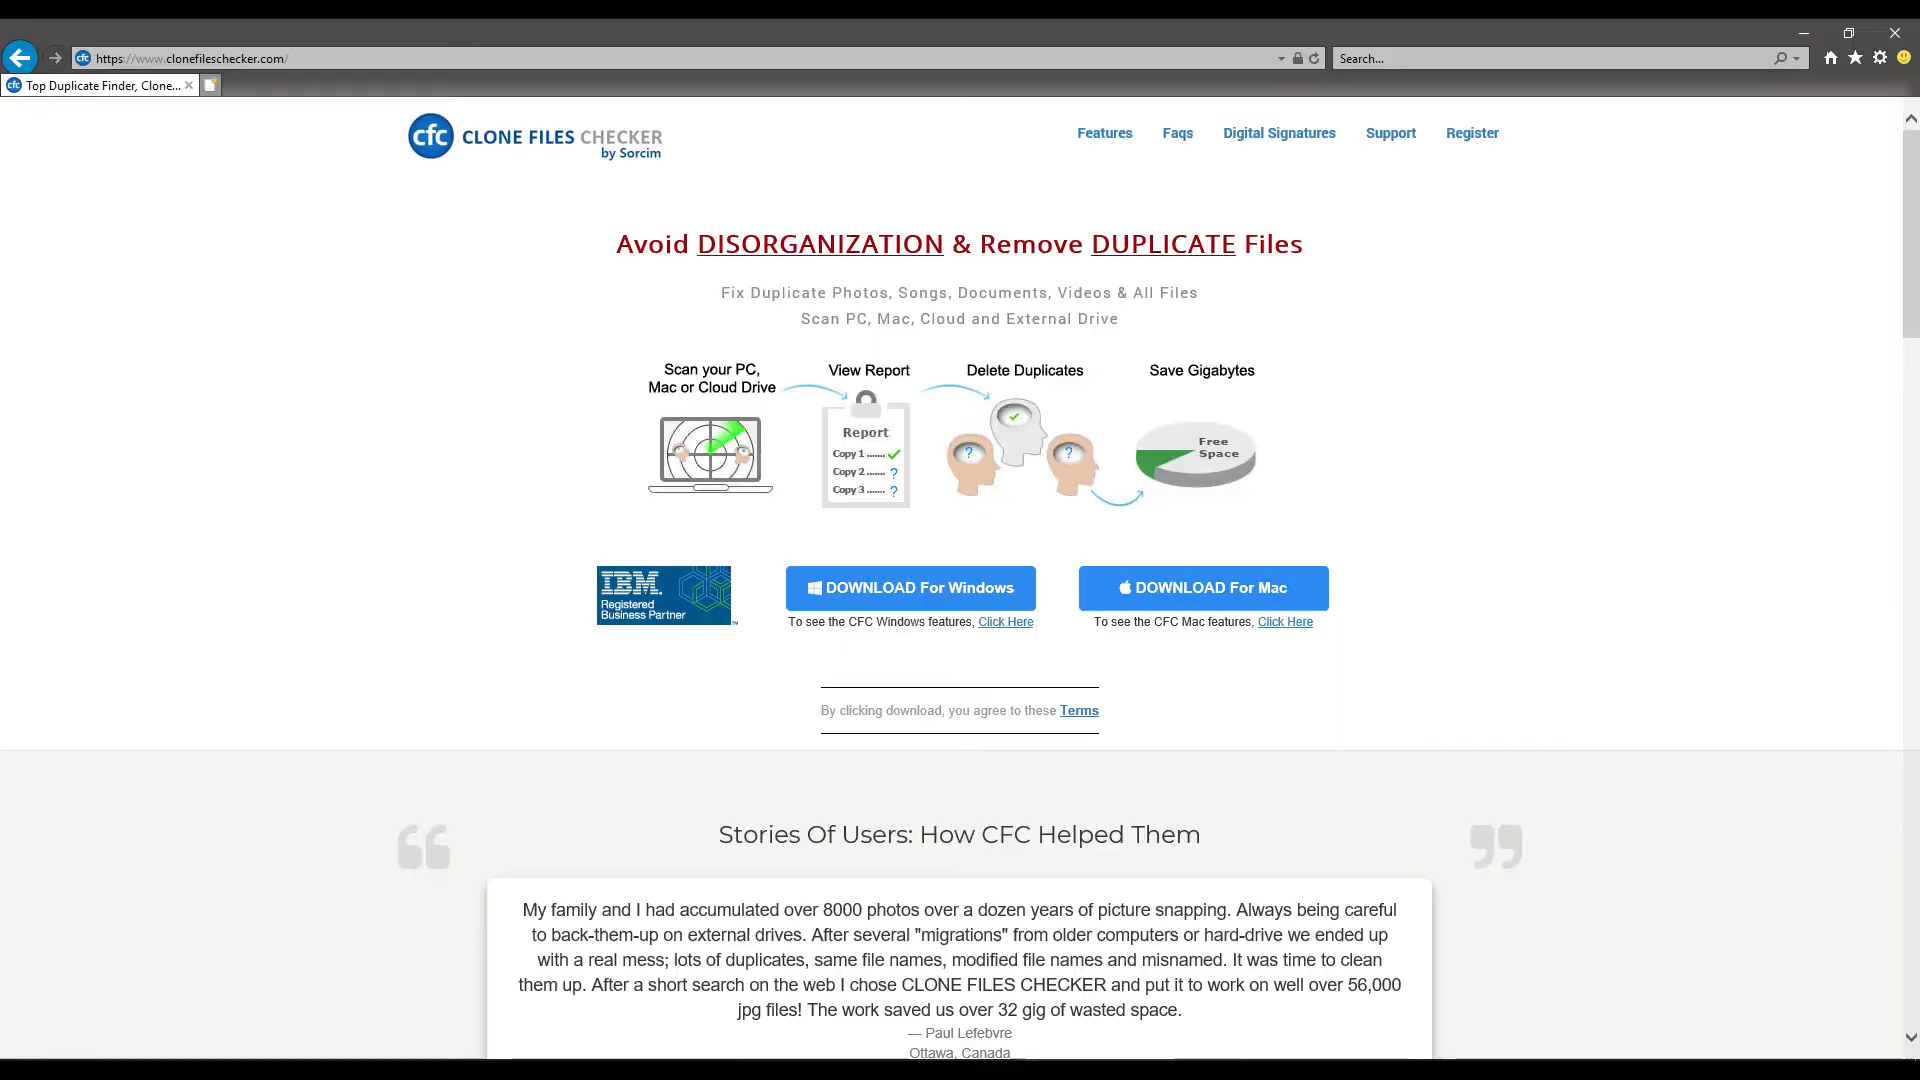 https://www.clonefileschecker.com/
Search...
Top Duplicate Finder, Clone...
cfc CLONE FILES CHECKER
by Sorcim
Features Faqs Digital Signatures Support Register
Avoid DISORGANIZATION & Remove DUPLICATE Files
Fix Duplicate Photos, Songs, Documents, Videos & All Files
Scan PC, Mac, Cloud and External Drive
Scan your PC,
Mac or Cloud Drive
View Report
Delete Duplicates
Save Gigabytes
Report
Copy 1 .......
Copy 2 ....... ?
Copy 3 ....... ?
? ?
Free
Space
IBM.
Registered
Business Partner
™
DOWNLOAD For Windows
To see the CFC Windows features, Click Here
DOWNLOAD For Mac
To see the CFC Mac features, Click Here
By clicking download, you agree to these Terms
Stories Of Users: How CFC Helped Them
My family and I had accumulated over 8000 photos over a dozen years of picture snapping. Always being careful
to back-them-up on external drives. After several "migrations" from older computers or hard-drive we ended up
with a real mess; lots of duplicates, same file names, modified file names and misnamed. It was time to clean
them up. After a short search on the web I chose CLONE FILES CHECKER and put it to work on well over 56,000
jpg files! The work saved us over 32 gig of wasted space.
— Paul Lefebvre
Ottawa, Canada